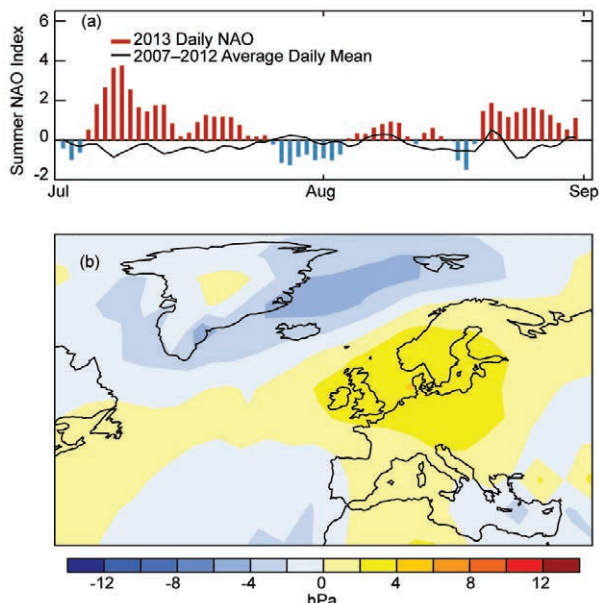 (a)
6
4
2
0
-2
Summer NAO Index
2013 Daily NAO
2007–2012 Average Daily Mean
Jul
Aug
Sep
(b)
-12
-8
-4
0
4
8
12
hPa